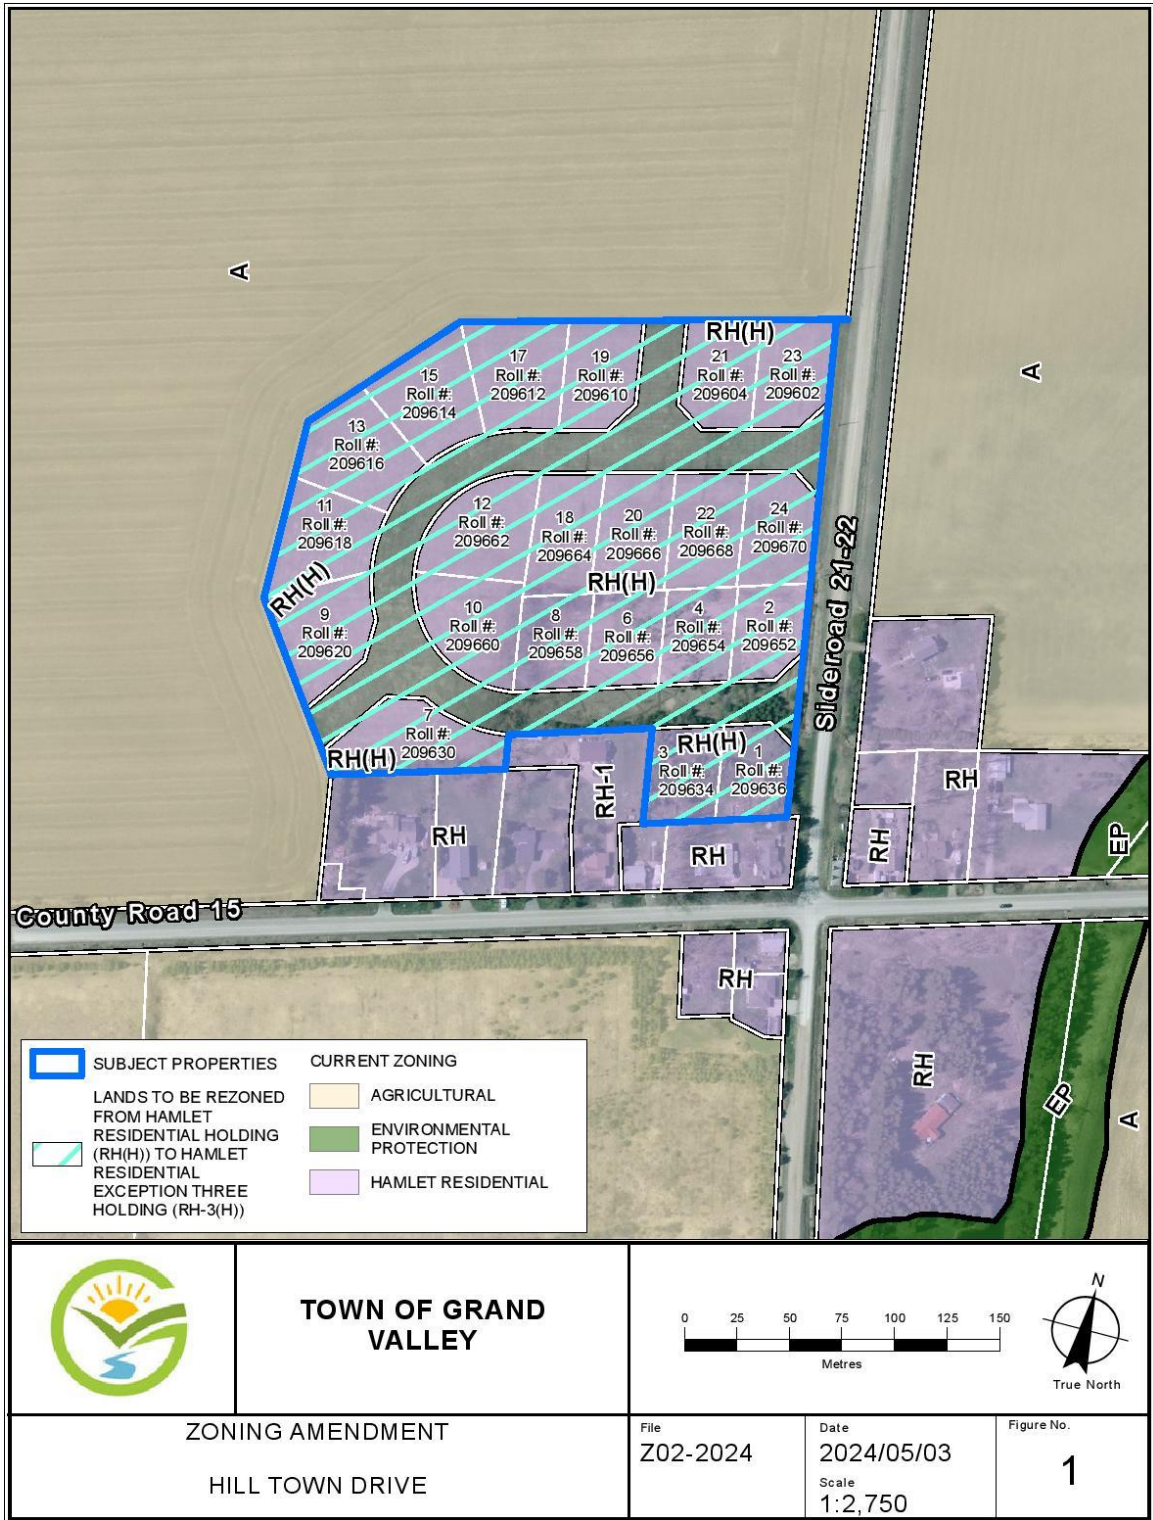 A
RH(H)
17
Roll #:
209612
19
Roll #:
209610
21
Roll #:
209604
23
Roll #:
209602
15
Roll #:
209614
A
13
Roll #:
209616
11
Roll #:
209618
12
Roll #:
209662
18
Roll #:
209664
20
Roll #:
209666
22
Roll #:
209668
24
Roll #:
209670
Sideroad 21-22
RH(H)
RH(H)
9
Roll #:
209620
10
Roll #:
209660
8
Roll #:
209658
6
Roll #:
209656
4
Roll #:
209654
2
Roll #:
209652
7
Roll #:
209630
RH(H)
RH(H)
3
Roll #:
209634
1
Roll #:
209636
RH-1
RH
RH
RH
RH
EP
County Road 15
RH
RH
EP
A
SUBJECT PROPERTIES
LANDS TO BE REZONED
FROM HAMLET
RESIDENTIAL HOLDING
(RH(H)) TO HAMLET
RESIDENTIAL
EXCEPTION THREE
HOLDING (RH-3(H))
CURRENT ZONING
AGRICULTURAL
ENVIRONMENTAL
PROTECTION
HAMLET RESIDENTIAL
TOWN OF GRAND
VALLEY
0 25 50 75 100 125 150
Metres
N
True North
ZONING AMENDMENT
HILL TOWN DRIVE
File
Z02-2024
Date
2024/05/03
Scale
1:2,750
Figure No.
1